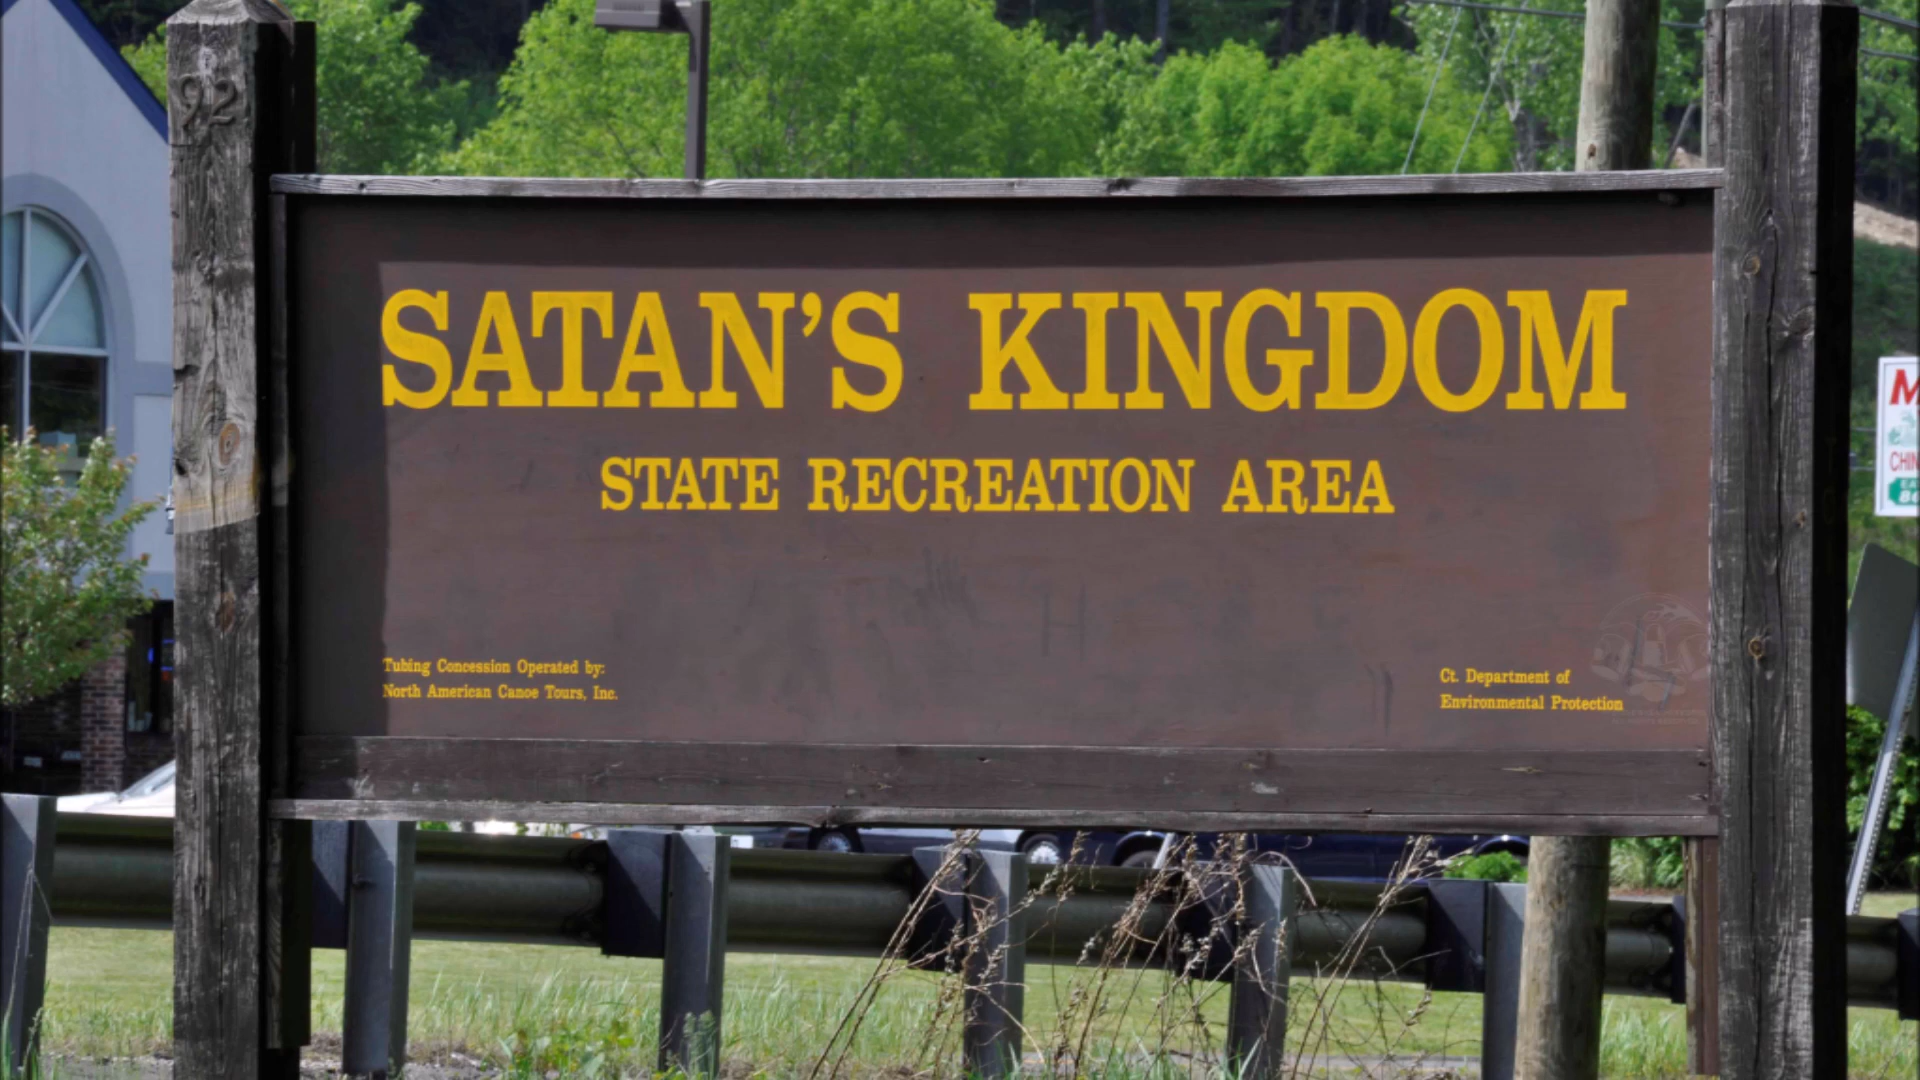 92
SATAN'S KINGDOM
STATE RECREATION AREA
Tubing Concession Operated by:
North American Canoe Tours, Inc.
Ct. Department of
Environmental Protection